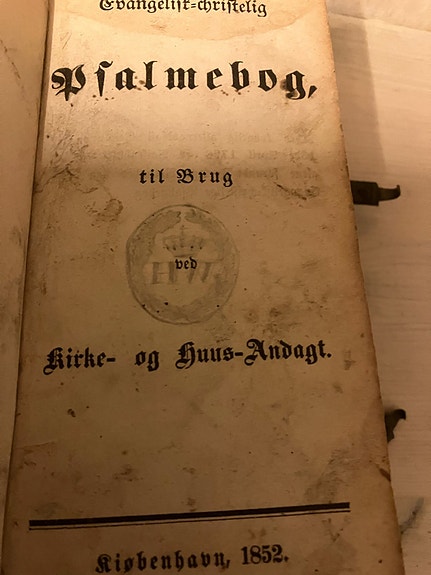 Evangelisk-christelig
Psalmebog,
til Brug
ved
Kirke- og Huus-Andagt.
Kiøbenhavn, 1852.